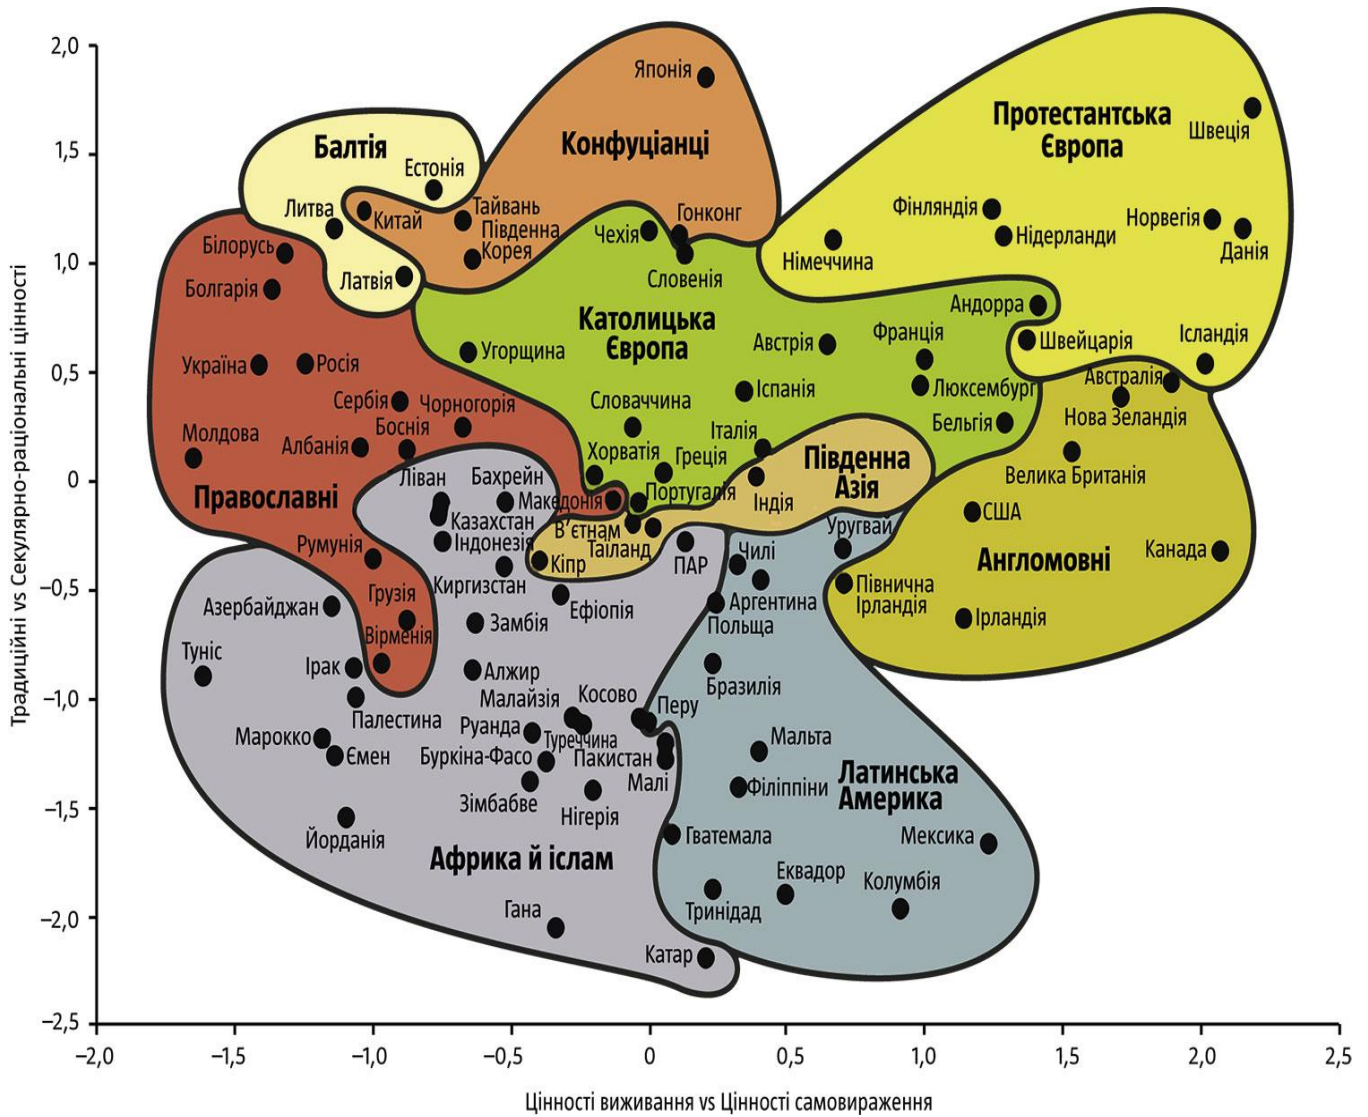 2,0
1,5
1,0
0,5
0
−0,5
−1,0
−1,5
−2,0
−2,5
Традиційні vs Секулярно-раціональні цінності
Японія
Протестантська
Європа
Швеція
Балтія
Конфуціанці
Естонія
Литва
Китай
Тайвань
Південна
Корея
Гонконг
Чехія
Словенія
Фінляндія
Нідерланди
Норвегія
Данія
Німеччина
Білорусь
Болгарія
Латвія
Католицька
Європа
Андорра
Угорщина
Австрія
Франція
Швейцарія
Ісландія
Україна
Росія
Іспанія
Люксембург
Австралія
Нова Зеландія
Сербія
Чорногорія
Словаччина
Бельгія
Молдова
Албанія
Боснія
Хорватія
Греція
Італія
Південна
Азія
Велика Британія
Православні
Ліван
Бахрейн
Македонія
Португалія
Індія
США
Казахстан
Індонезія
В’єтнам
Таїланд
Уругвай
Румунія
Киргизстан
Кіпр
ПАР
Чилі
Англомовні
Канада
Азербайджан
Грузія
Ефіопія
Аргентина
Північна
Ірландія
Вірменія
Замбія
Польща
Ірландія
Туніс
Ірак
Алжир
Бразилія
Палестина
Малайзія
Косово
Перу
Марокко
Ємен
Руанда
Туреччина
Мальта
Буркіна-Фасо
Пакистан
Малі
Латинська
Америка
Зімбабве
Нігерія
Філіппіни
Йорданія
Гватемала
Мексика
Африка й іслам
Еквадор
Колумбія
Гана
Тринідад
Катар
−2,0
−1,5
−1,0
−0,5
0
0,5
1,0
1,5
2,0
2,5
Цінності виживання vs Цінності самовираження